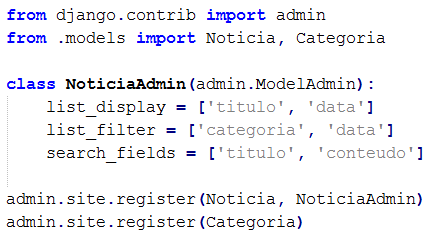 from django.contrib import admin
from .models import Noticia, Categoria

class NoticiaAdmin(admin.ModelAdmin):
    list_display = ['titulo', 'data']
    list_filter = ['categoria', 'data']
    search_fields = ['titulo', 'conteudo']

admin.site.register(Noticia, NoticiaAdmin)
admin.site.register(Categoria)